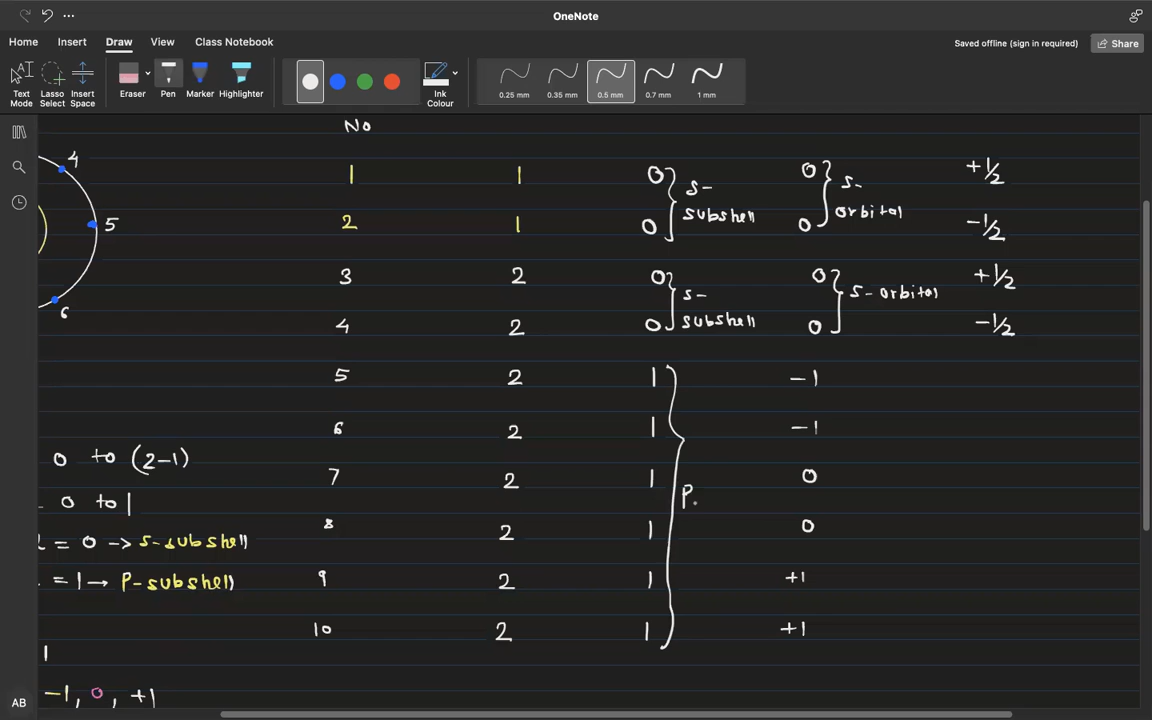 OneNote
Home Insert Draw View Class Notebook
Saved offline (sign in required) Share
Text Mode Lasso Select Insert Space Eraser Pen Marker Highlighter Ink Colour 0.25 mm 0.35 mm 0.5 mm 0.7 mm 1 mm
No
4
1 1 0 0 +1/2
s- subshell s- orbital
5 2 1 0 0 -1/2
3 2 0 0 +1/2
s- subshell s-orbital
6 4 2 0 0 -1/2
5 2 1 -1
6 2 1 -1
0 to (2-1)
7 2 1 P. 0
0 to 1
8 2 1 0
= 0 -> s-subshell
= 1 → P-subshell 9 2 1 +1
10 2 1 +1
1
-1, 0, +1
AB